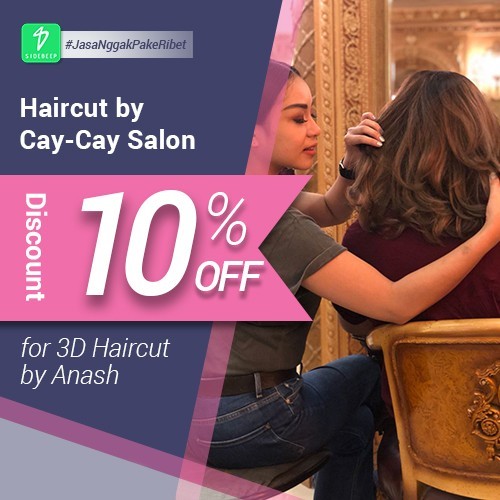 SIDEBEEP
#JasaNggakPakeRibet
Haircut by
Cay-Cay Salon
Discount
10%
OFF
for 3D Haircut
by Anash